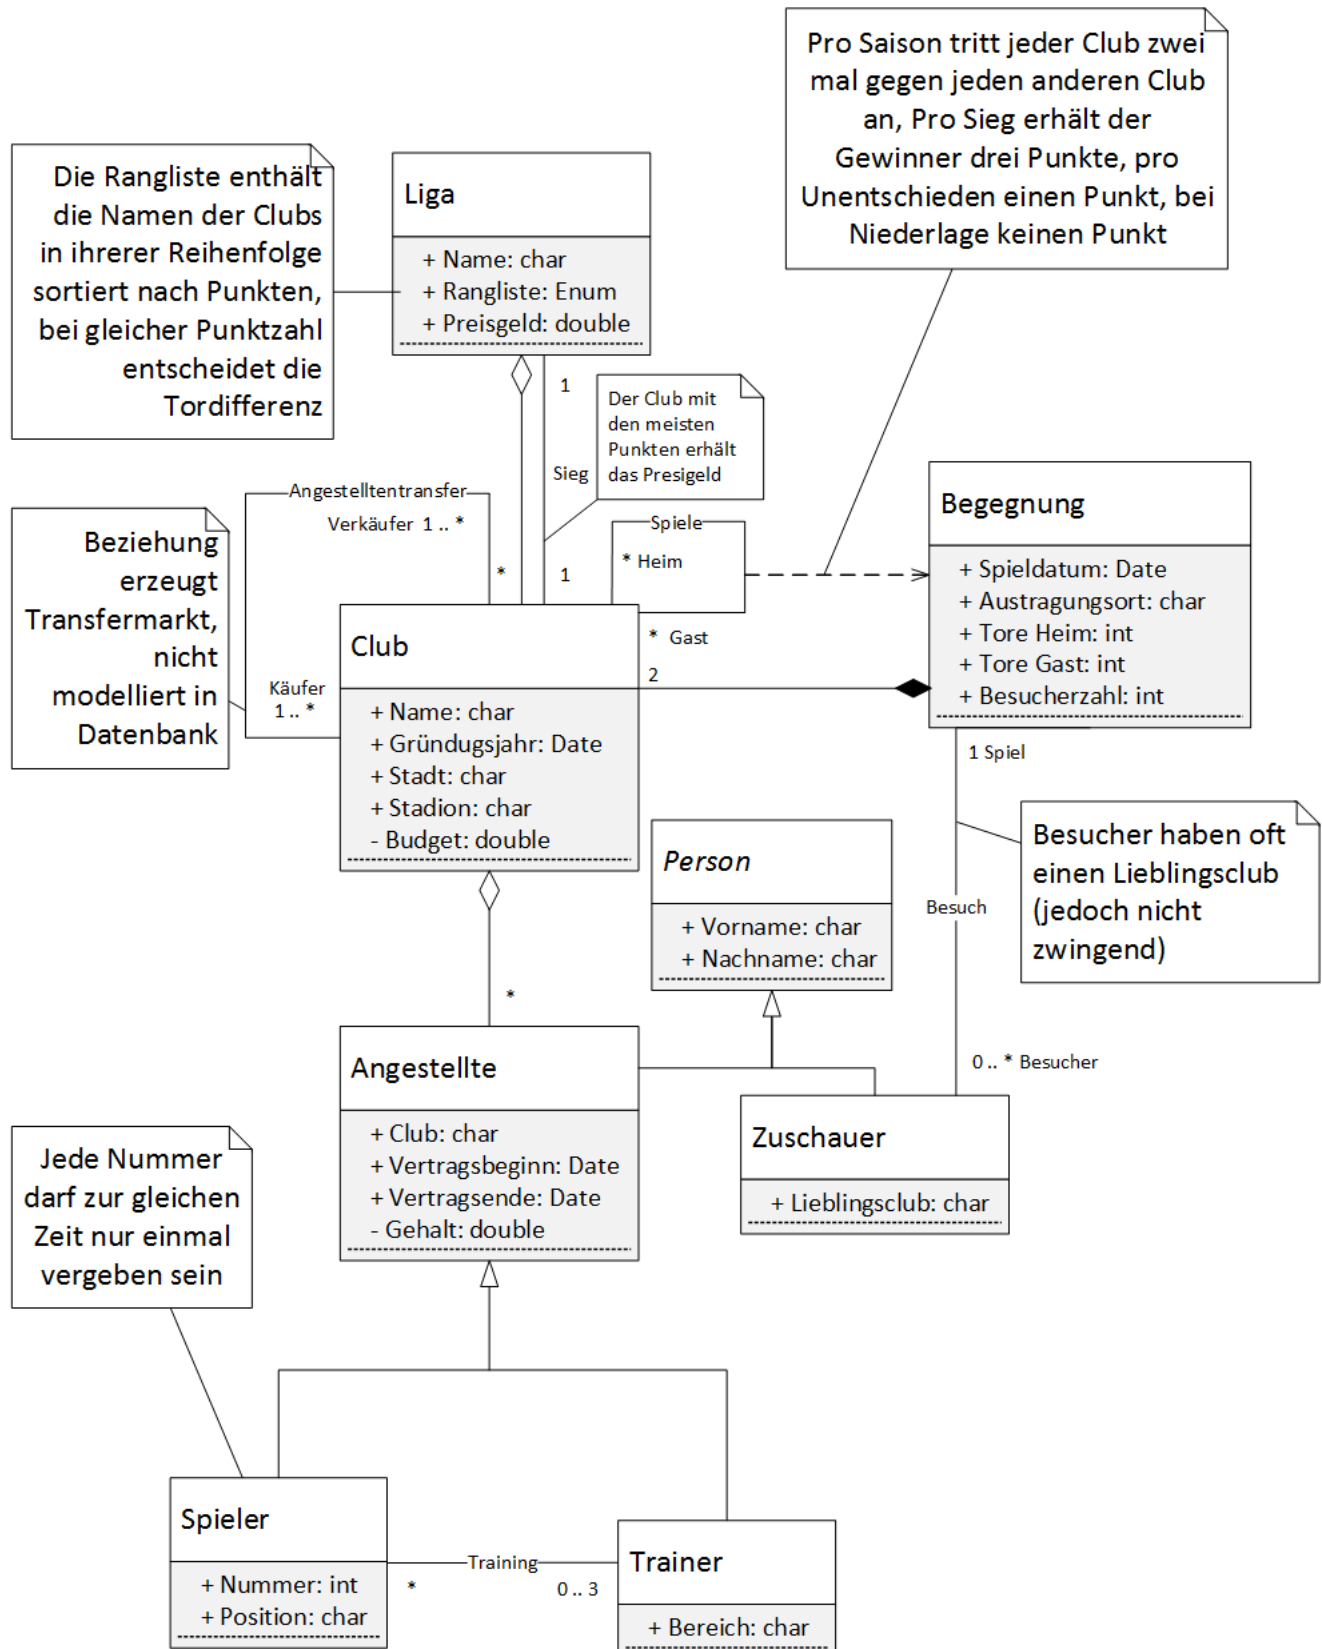 Pro Saison tritt jeder Club zwei
mal gegen jeden anderen Club
an, Pro Sieg erhält der
Gewinner drei Punkte, pro
Unentschieden einen Punkt, bei
Niederlage keinen Punkt
Die Rangliste enthält
die Namen der Clubs
in ihrerer Reihenfolge
sortiert nach Punkten,
bei gleicher Punktzahl
entscheidet die
Tordifferenz
Liga
+ Name: char
+ Rangliste: Enum
+ Preisgeld: double
1
Sieg
1
*
Der Club mit
den meisten
Punkten erhält
das Presigeld
Angestelltentransfer
Verkäufer 1 .. *
Käufer
1 .. *
Beziehung
erzeugt
Transfermarkt,
nicht
modelliert in
Datenbank
Spiele
* Heim
* Gast
2
Begegnung
+ Spieldatum: Date
+ Austragungsort: char
+ Tore Heim: int
+ Tore Gast: int
+ Besucherzahl: int
Club
+ Name: char
+ Gründugsjahr: Date
+ Stadt: char
+ Stadion: char
- Budget: double
1 Spiel
Besuch
0 .. * Besucher
Besucher haben oft
einen Lieblingsclub
(jedoch nicht
zwingend)
Person
+ Vorname: char
+ Nachname: char
*
Angestellte
+ Club: char
+ Vertragsbeginn: Date
+ Vertragsende: Date
- Gehalt: double
Zuschauer
+ Lieblingsclub: char
Jede Nummer
darf zur gleichen
Zeit nur einmal
vergeben sein
Spieler
+ Nummer: int
+ Position: char
Training
*
0 .. 3
Trainer
+ Bereich: char